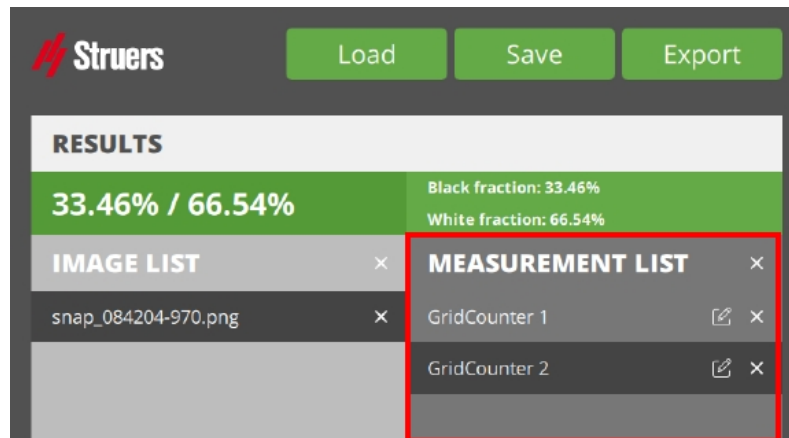 Struers
Load
Save
Export
RESULTS
33.46% / 66.54%
Black fraction: 33.46%
White fraction: 66.54%
IMAGE LIST ×
MEASUREMENT LIST ×
snap_084204-970.png ×
GridCounter 1 ×
GridCounter 2 ×